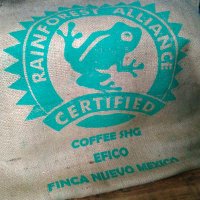 RAINFOREST ALLIANCE
CERTIFIED
COFFEE SHG
EFICO
FINCA NUEVO MEXICO